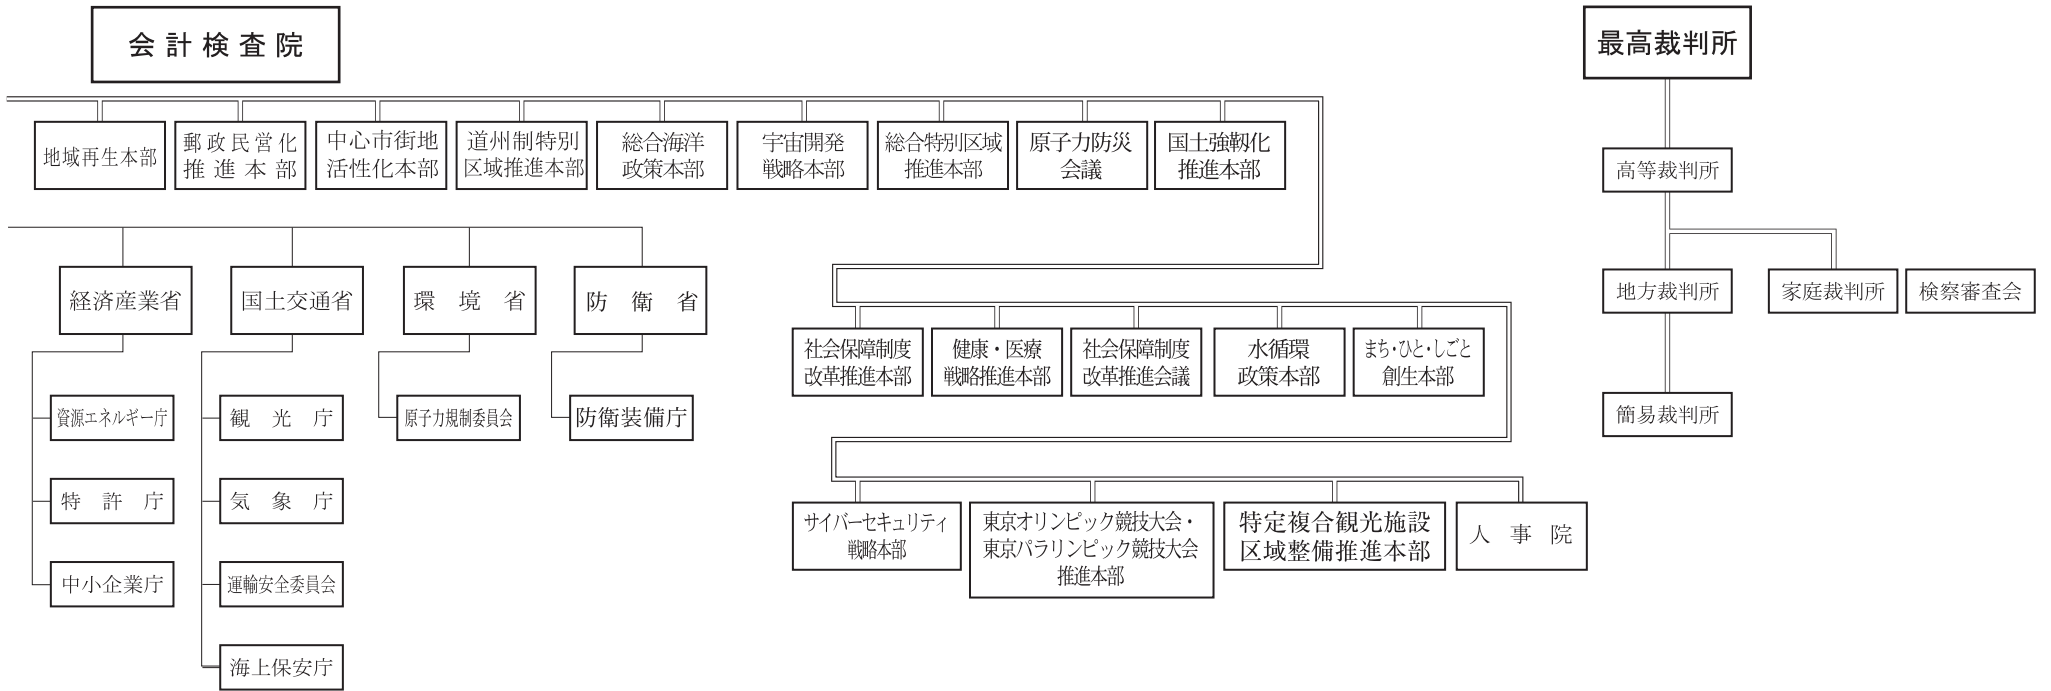 会計検査院
最高裁判所
地域再生本部
郵政民営化
推進本部
中心市街地
活性化本部
道州制特別
区域推進本部
総合海洋
政策本部
宇宙開発
戦略本部
総合特別区域
推進本部
原子力防災
会議
国土強靱化
推進本部
高等裁判所
経済産業省
国土交通省
環境省
防衛省
地方裁判所
家庭裁判所
検察審査会
社会保障制度
改革推進本部
健康・医療
戦略推進本部
社会保障制度
改革推進会議
水循環
政策本部
まち・ひと・しごと
創生本部
資源エネルギー庁
観光庁
原子力規制委員会
防衛装備庁
簡易裁判所
特許庁
気象庁
サイバーセキュリティ
戦略本部
東京オリンピック競技大会・
東京パラリンピック競技大会
推進本部
特定複合観光施設
区域整備推進本部
人事院
中小企業庁
運輸安全委員会
海上保安庁